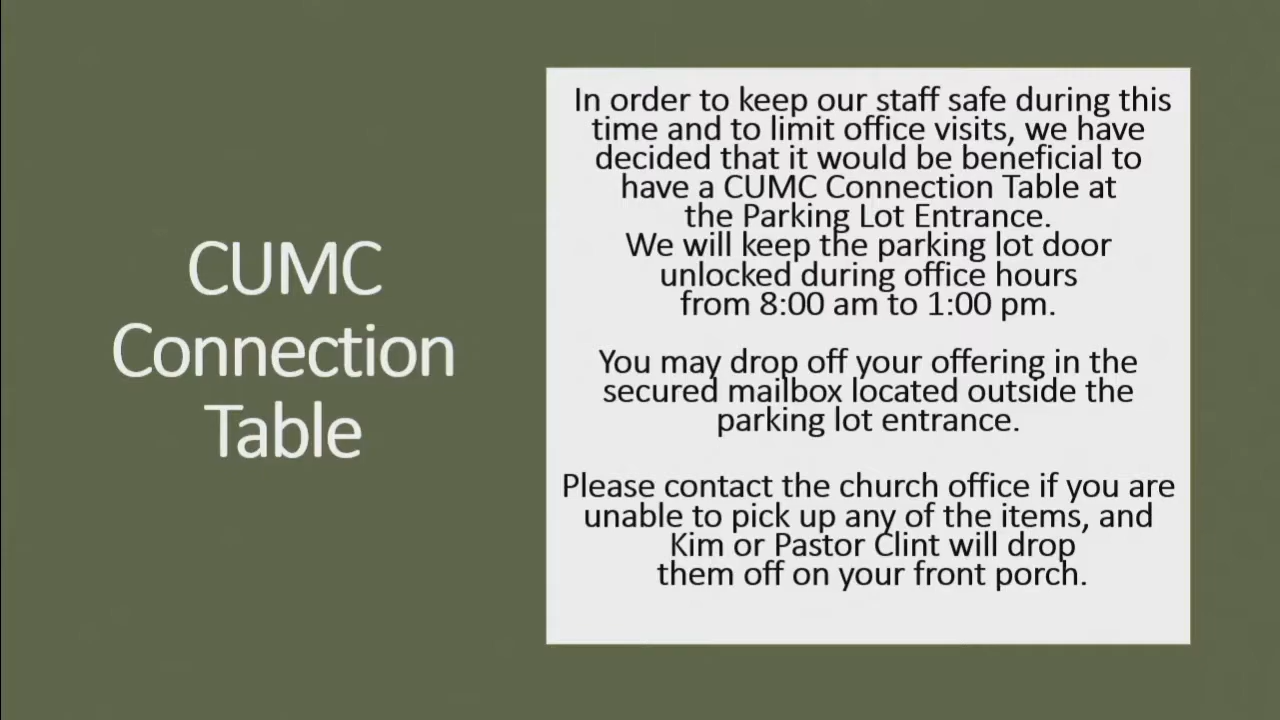 CUMC
Connection
Table
In order to keep our staff safe during this
time and to limit office visits, we have
decided that it would be beneficial to
have a CUMC Connection Table at
the Parking Lot Entrance.
We will keep the parking lot door
unlocked during office hours
from 8:00 am to 1:00 pm.
You may drop off your offering in the
secured mailbox located outside the
parking lot entrance.
Please contact the church office if you are
unable to pick up any of the items, and
Kim or Pastor Clint will drop
them off on your front porch.